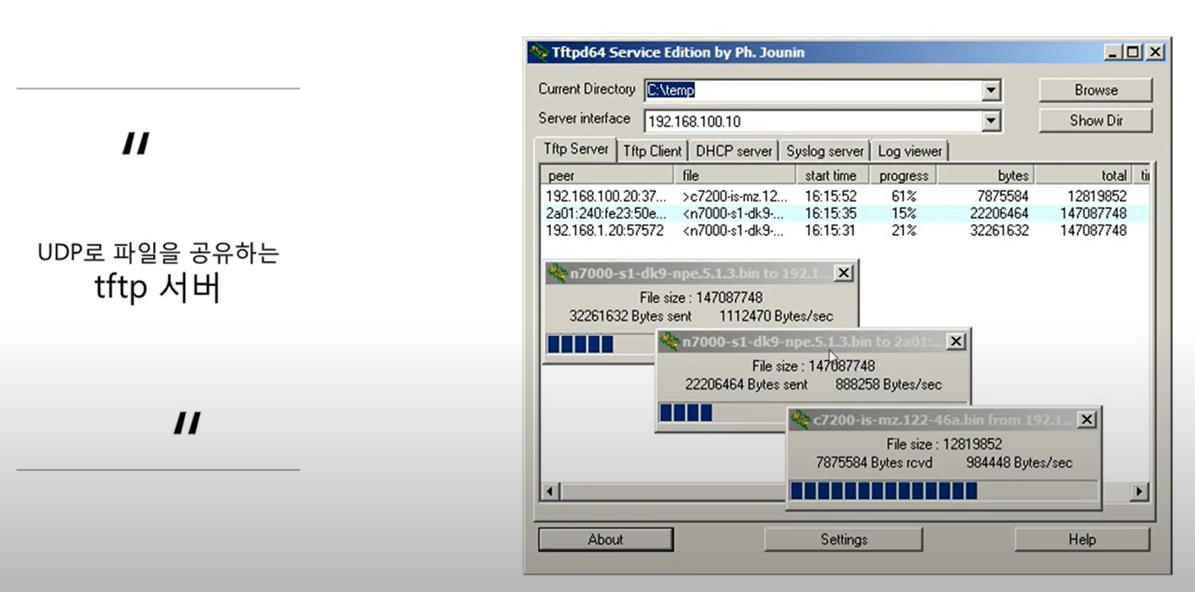 "
UDP로 파일을 공유하는
tftp 서버
"
Tftpd64 Service Edition by Ph. Jounin
Current Directory C:\temp Browse
Server interface 192.168.100.10 Show Dir
Tftp Server Tftp Client DHCP server Syslog server Log viewer
peer file start time progress bytes total
192.168.100.20:37... >c7200-is-mz.12... 16:15:52 61% 7875584 12819852
2a01:240:fe23:50e... <n7000-s1-dk9-... 16:15:35 15% 22206464 147087748
192.168.1.20:57572 <n7000-s1-dk9-... 16:15:31 21% 32261632 147087748
n7000-s1-dk9-npe.5.1.3.bin to 192.1...
File size : 147087748
32261632 Bytes sent 1112470 Bytes/sec
n7000-s1-dk9-npe.5.1.3.bin to 2a01:...
File size : 147087748
22206464 Bytes sent 888258 Bytes/sec
c7200-is-mz.122-46a.bin from 192.1...
File size : 12819852
7875584 Bytes rcvd 984448 Bytes/sec
About Settings Help